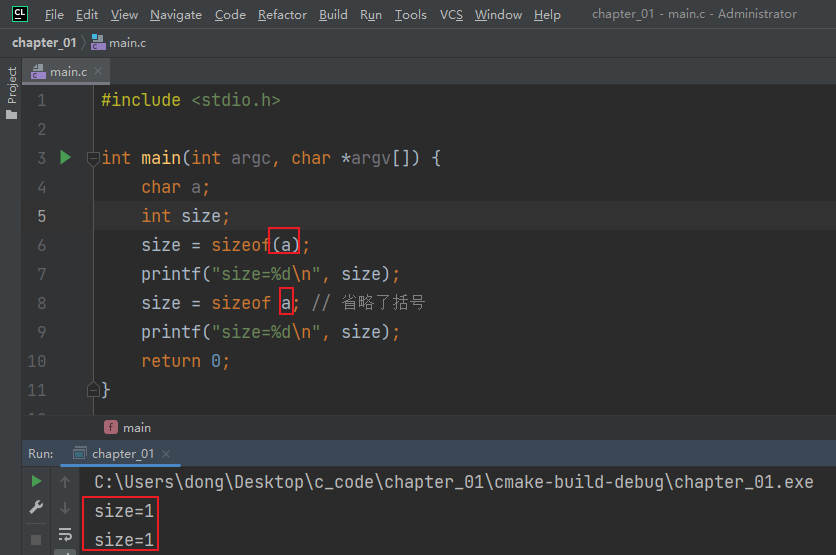 CL File Edit View Navigate Code Refactor Build Run Tools VCS Window Help chapter_01 - main.c - Administrator
chapter_01 main.c
Project
main.c
1 #include <stdio.h>
2
3 int main(int argc, char *argv[]) {
4 char a;
5 int size;
6 size = sizeof(a);
7 printf("size=%d\n", size);
8 size = sizeof a; // 省略了括号
9 printf("size=%d\n", size);
10 return 0;
11 }
f main
Run: chapter_01
C:\Users\dong\Desktop\c_code\chapter_01\cmake-build-debug\chapter_01.exe
size=1
size=1